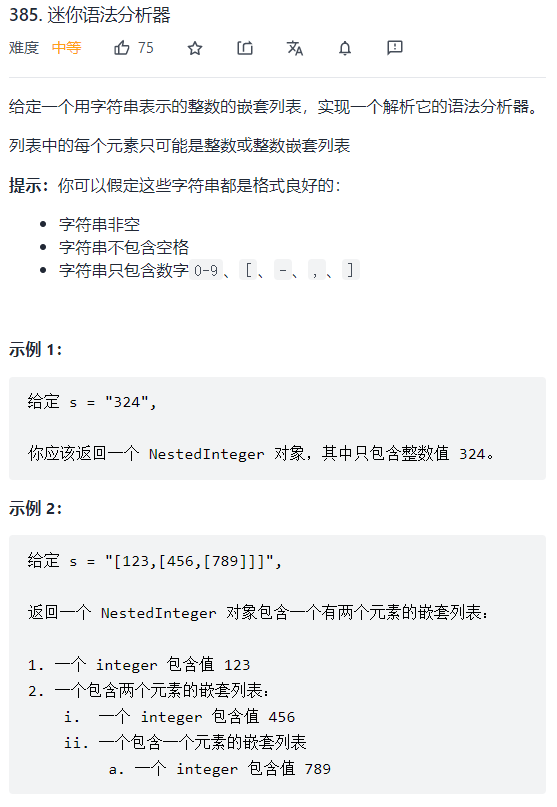 385. 迷你语法分析器
难度 中等 75
给定一个用字符串表示的整数的嵌套列表，实现一个解析它的语法分析器。
列表中的每个元素只可能是整数或整数嵌套列表
提示：你可以假定这些字符串都是格式良好的：
字符串非空
字符串不包含空格
字符串只包含数字0-9、[、-、,、]
示例 1：
给定 s = "324",
你应该返回一个 NestedInteger 对象，其中只包含整数值 324。
示例 2：
给定 s = "[123,[456,[789]]]",
返回一个 NestedInteger 对象包含一个有两个元素的嵌套列表：
1. 一个 integer 包含值 123
2. 一个包含两个元素的嵌套列表：
i. 一个 integer 包含值 456
ii. 一个包含一个元素的嵌套列表
a. 一个 integer 包含值 789